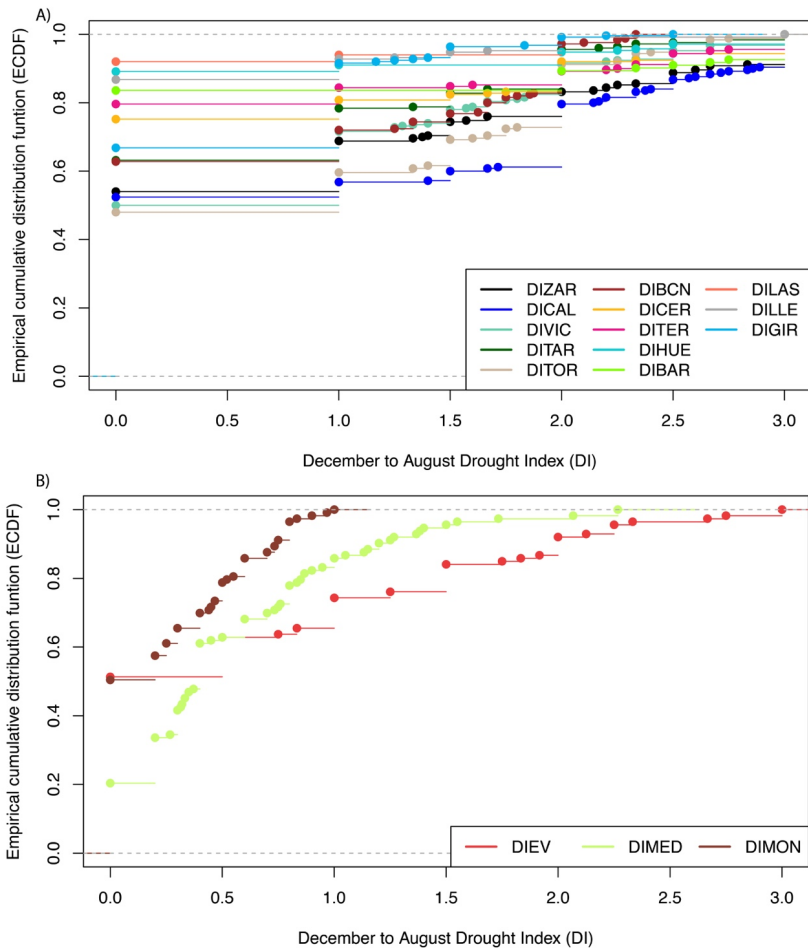 A)
Empirical cumulative distribution funtion (ECDF)
1.0
0.8
0.6
0.4
0.2
0.0
DIZAR DIBCN DILAS
DICAL DICER DILLE
DIVIC DITER DIGIR
DITAR DIHUE
DITOR DIBAR
0.0 0.5 1.0 1.5 2.0 2.5 3.0
December to August Drought Index (DI)
B)
Empirical cumulative distribution funtion (ECDF)
1.0
0.8
0.6
0.4
0.2
0.0
DIEV DIMED DIMON
0.0 0.5 1.0 1.5 2.0 2.5 3.0
December to August Drought Index (DI)